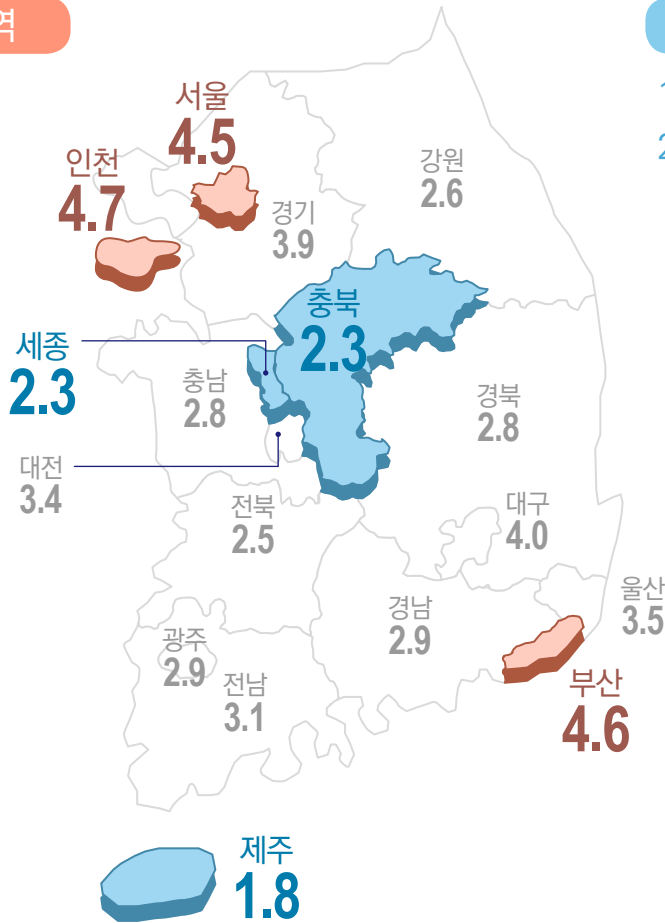 역
1
2
서울
4.5
인천
4.7
강원
2.6
경기
3.9
충북
2.3
세종
2.3
충남
2.8
경북
2.8
대전
3.4
전북
2.5
대구
4.0
울산
3.5
경남
2.9
광주
2.9
전남
3.1
부산
4.6
제주
1.8